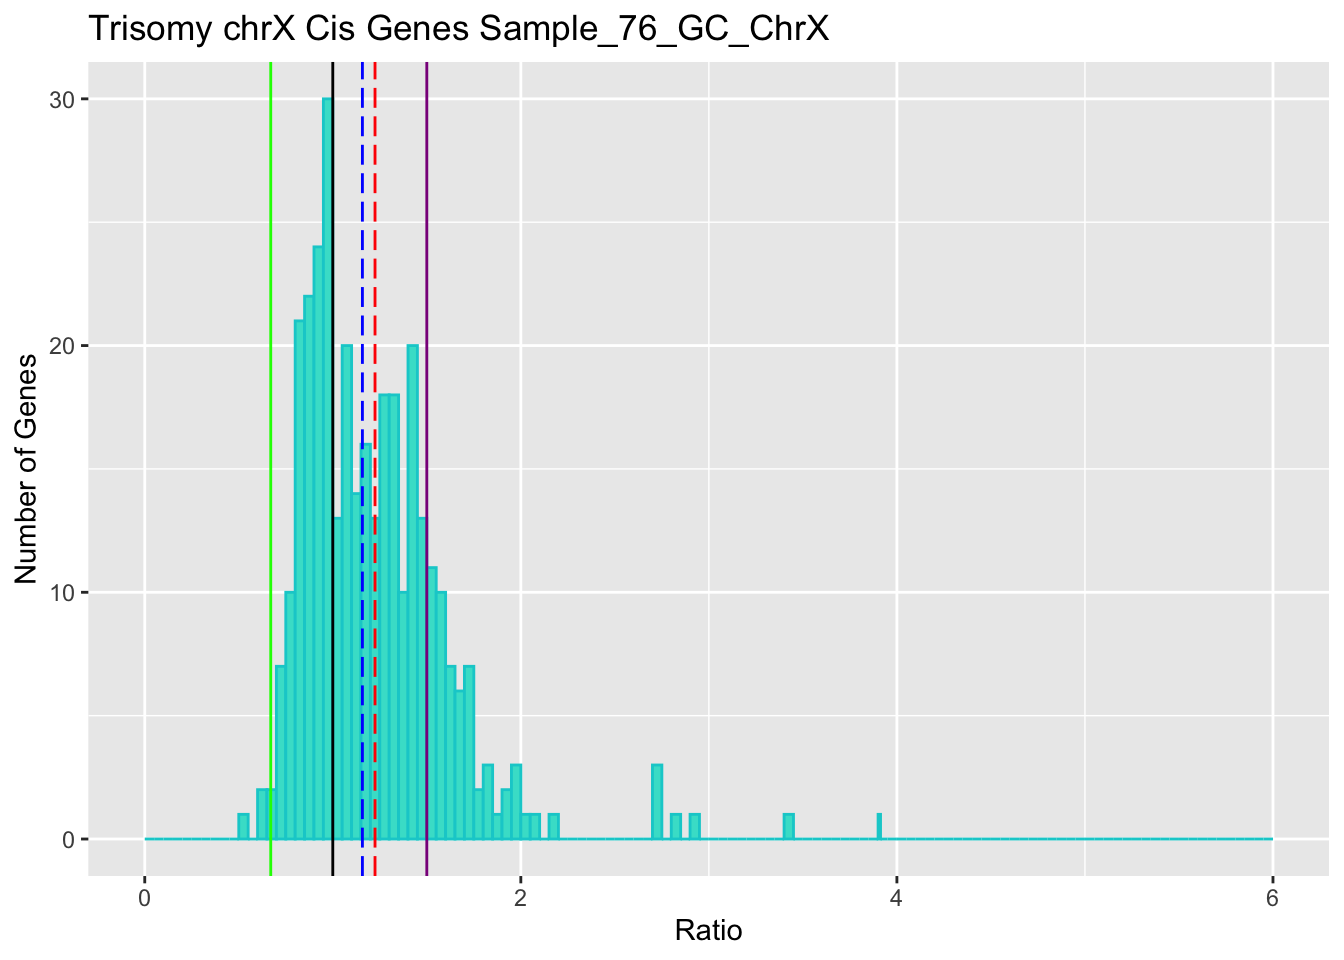 Trisomy chrX Cis Genes Sample_76_GC_ChrX
30
20
10
0
Number of Genes
0 2 4 6
Ratio